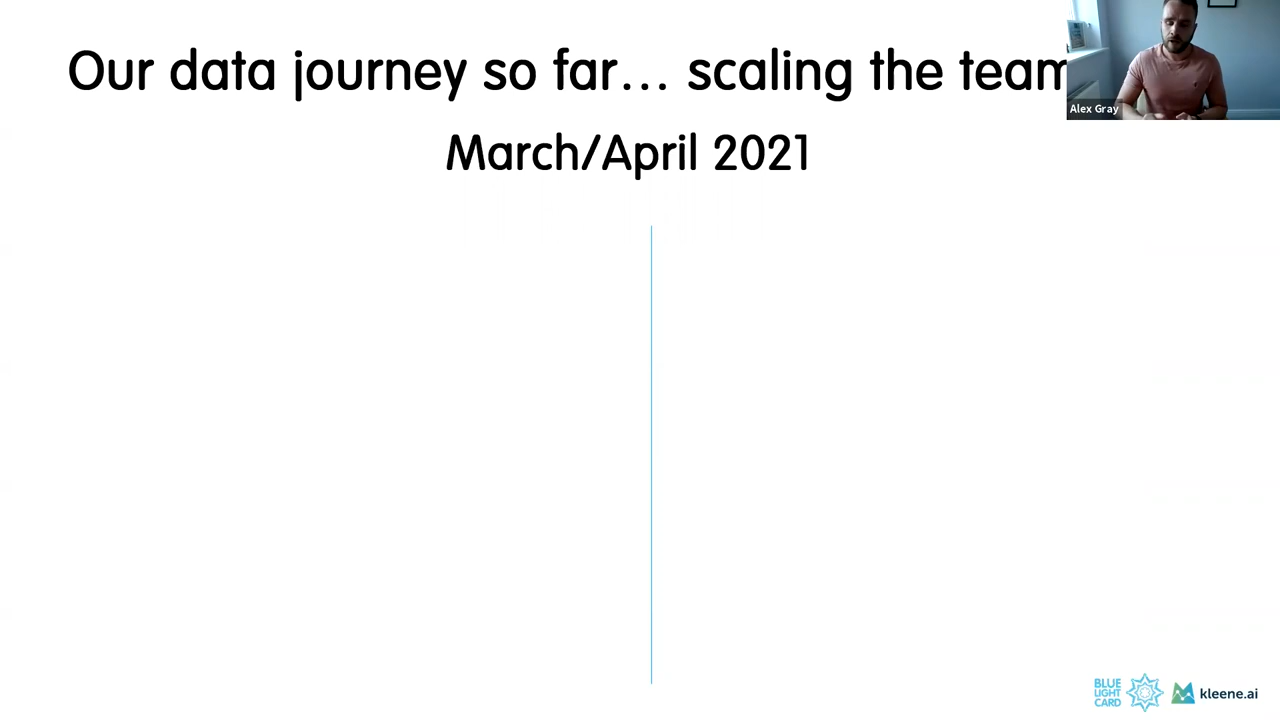 Our data journey so far... scaling the team
Alex Gray
March/April 2021
BLUE
LIGHT
CARD
kleene.ai